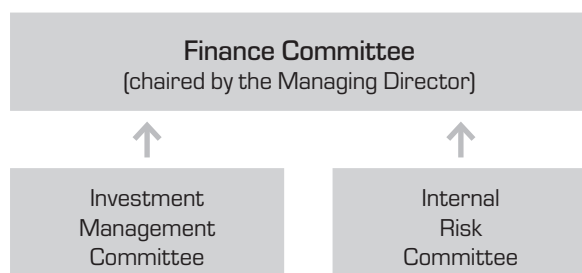 Finance Committee
(chaired by the Managing Director)
Investment
Management
Committee
Internal
Risk
Committee